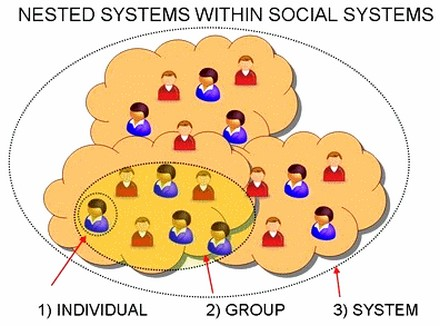 NESTED SYSTEMS WITHIN SOCIAL SYSTEMS
1) INDIVIDUAL 2) GROUP 3) SYSTEM